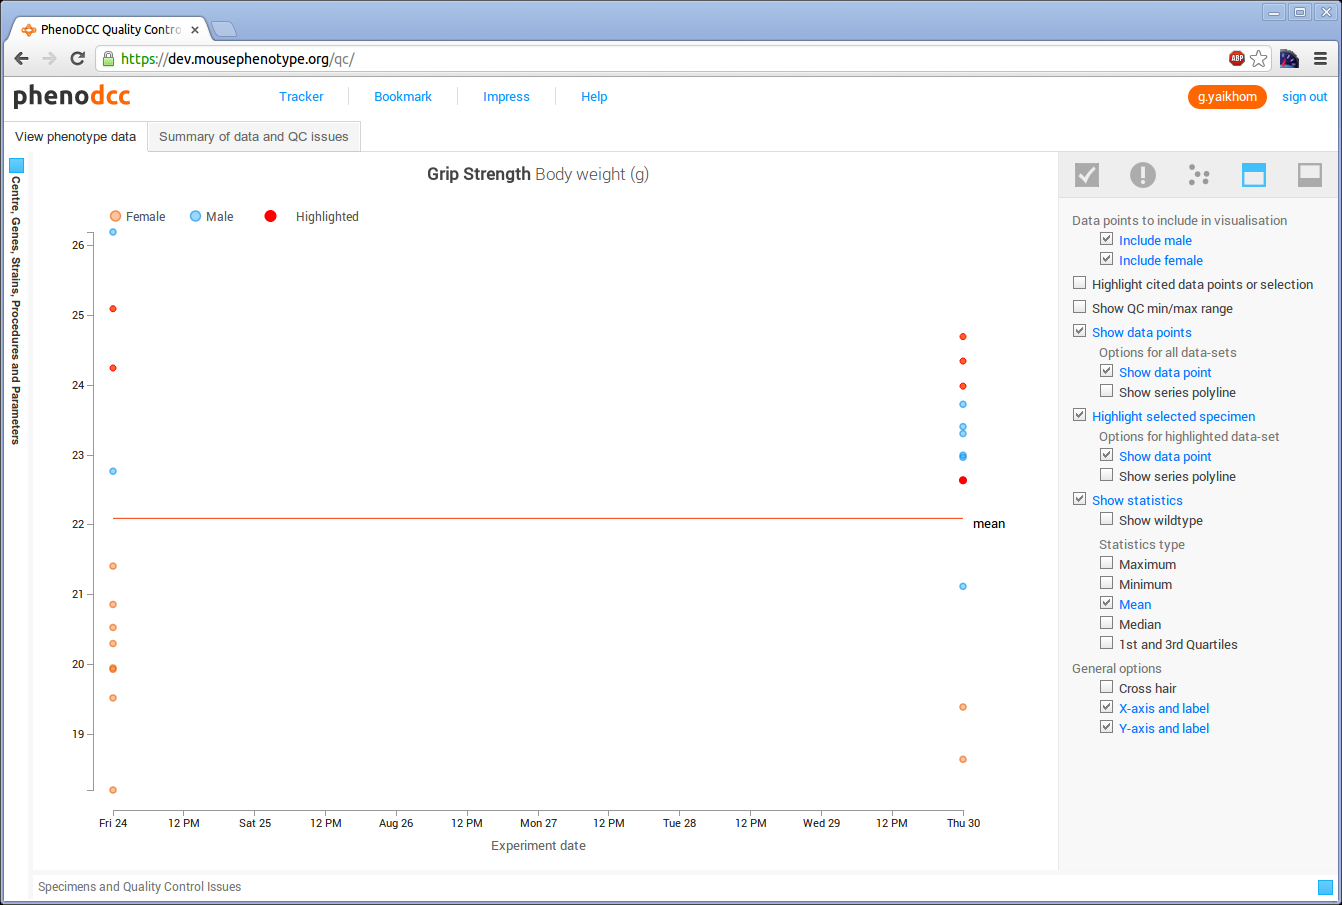 PhenoDCC Quality Contro
https://dev.mousephenotype.org/qc/
ABP
phenodcc
Tracker
Bookmark
Impress
Help
g.yaikhom
sign out
View phenotype data
Summary of data and QC issues
Centre, Genes, Strains, Procedures and Parameters
Grip Strength Body weight (g)
Female
Male
Highlighted
26
25
24
23
22
21
20
19
mean
Fri 24
12 PM
Sat 25
12 PM
Aug 26
12 PM
Mon 27
12 PM
Tue 28
12 PM
Wed 29
12 PM
Thu 30
Experiment date
Data points to include in visualisation
Include male
Include female
Highlight cited data points or selection
Show QC min/max range
Show data points
Options for all data-sets
Show data point
Show series polyline
Highlight selected specimen
Options for highlighted data-set
Show data point
Show series polyline
Show statistics
Show wildtype
Statistics type
Maximum
Minimum
Mean
Median
1st and 3rd Quartiles
General options
Cross hair
X-axis and label
Y-axis and label
Specimens and Quality Control Issues